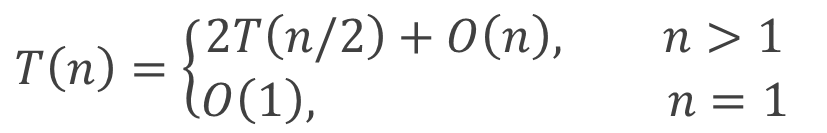 T(n) = {2T(n/2) + O(n), n > 1
O(1), n = 1